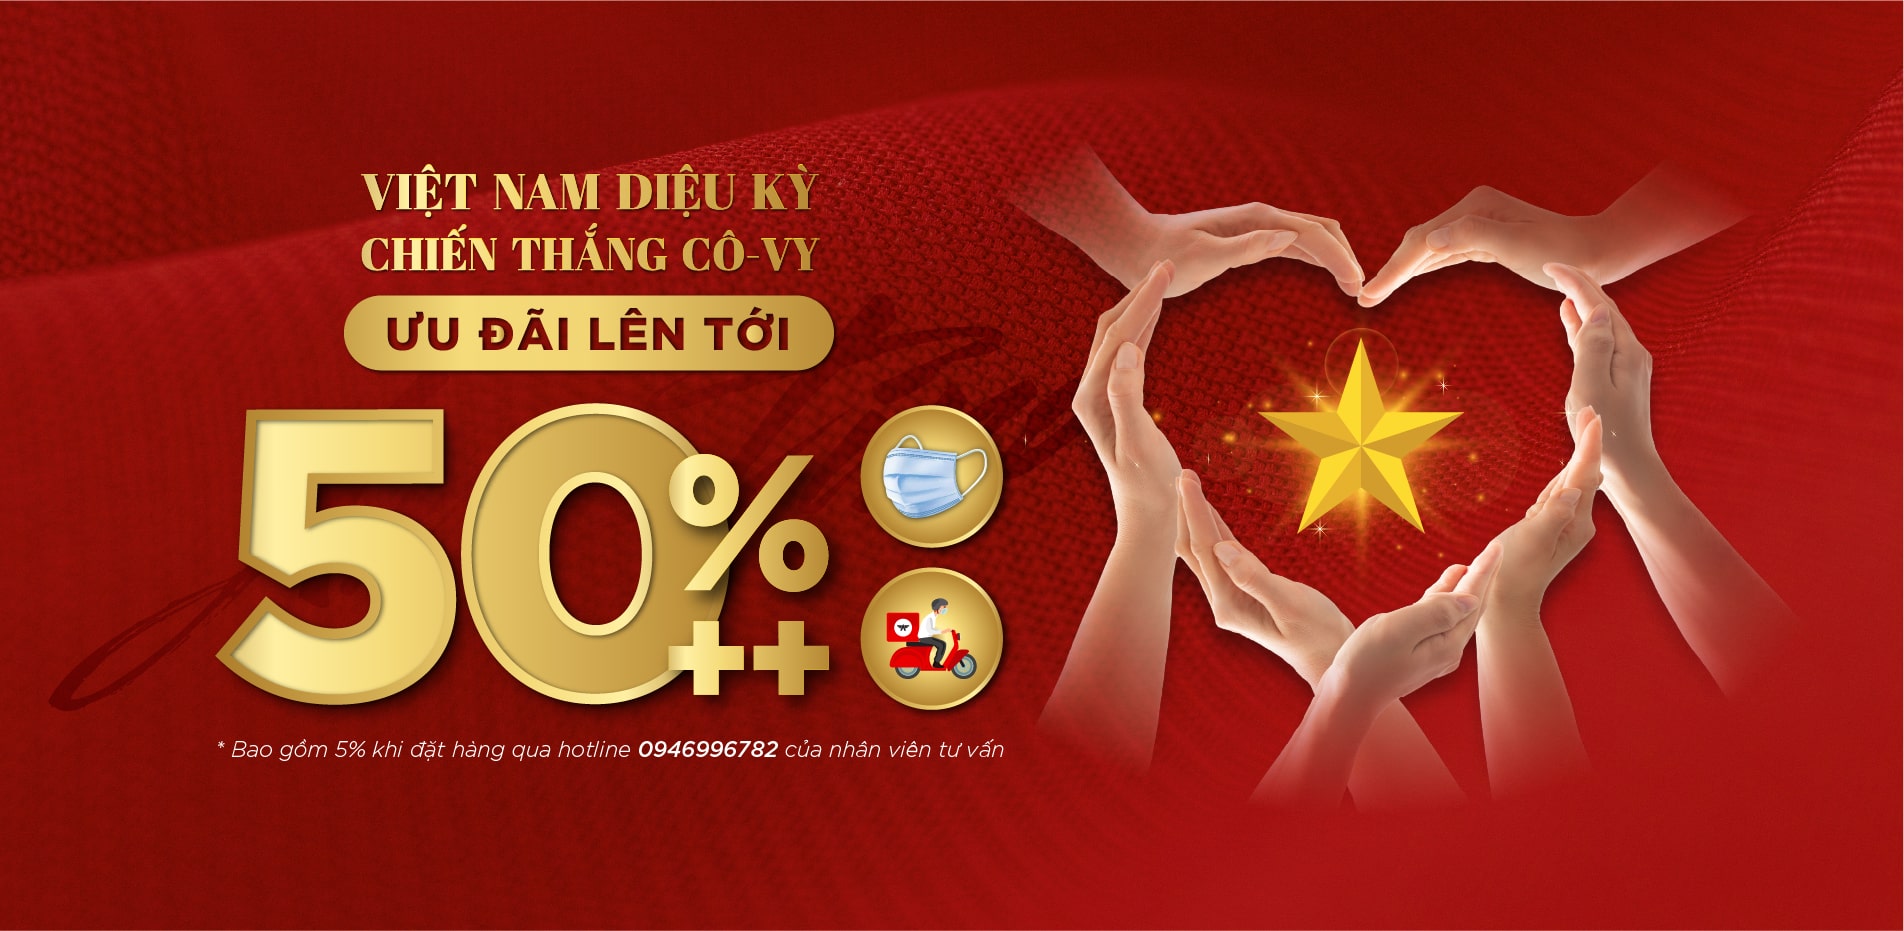 VIỆT NAM DIỆU KỲ
CHIẾN THẮNG CÔ-VY
ƯU ĐÃI LÊN TỚI
50%++
* Bao gồm 5% khi đặt hàng qua hotline 0946996782 của nhân viên tư vấn